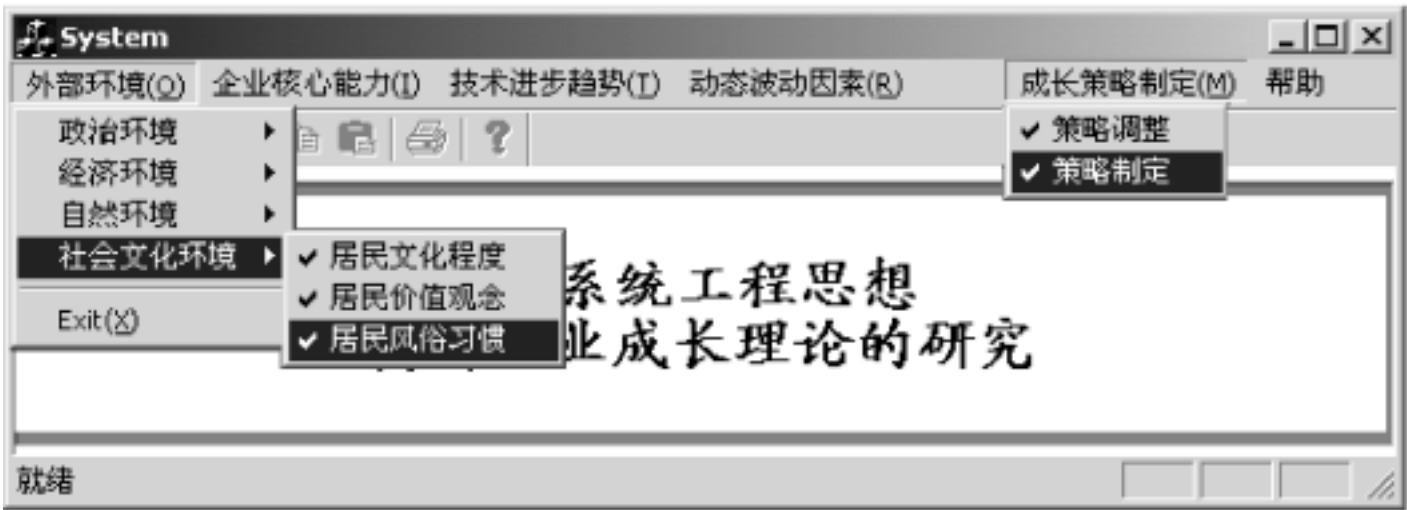 System
外部环境(O) 企业核心能力(I) 技术进步趋势(T) 动态波动因素(R) 成长策略制定(M) 帮助
政治环境
经济环境
自然环境
社会文化环境
Exit(X)
居民文化程度
居民价值观念
居民风俗习惯
策略调整
策略制定
系统工程思想
业成长理论的研究
就绪